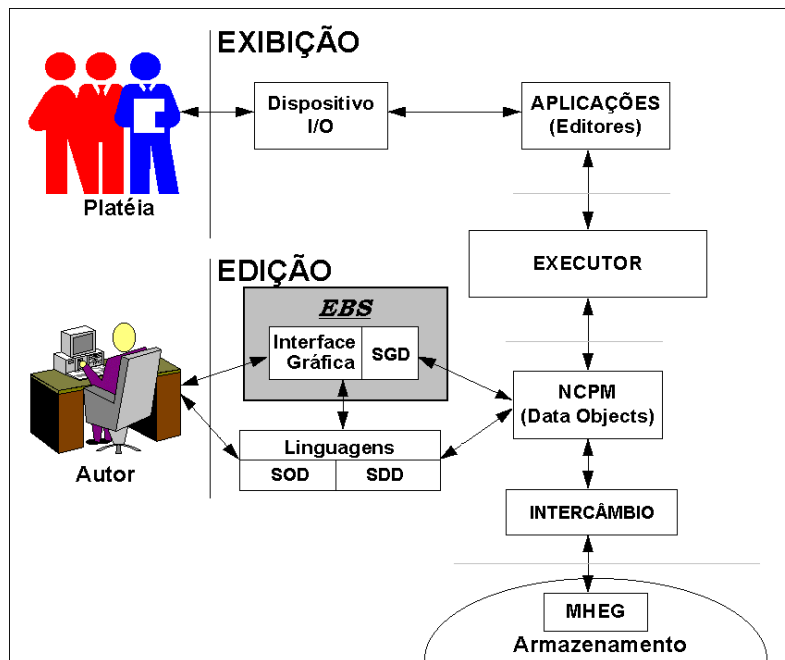 EXIBIÇÃO
Dispositivo
I/O
APLICAÇÕES
(Editores)
Platéia
EXECUTOR
EDIÇÃO
EBS
Interface
Gráfica
SGD
NCPM
(Data Objects)
Linguagens
SOD
SDD
Autor
INTERCÂMBIO
MHEG
Armazenamento